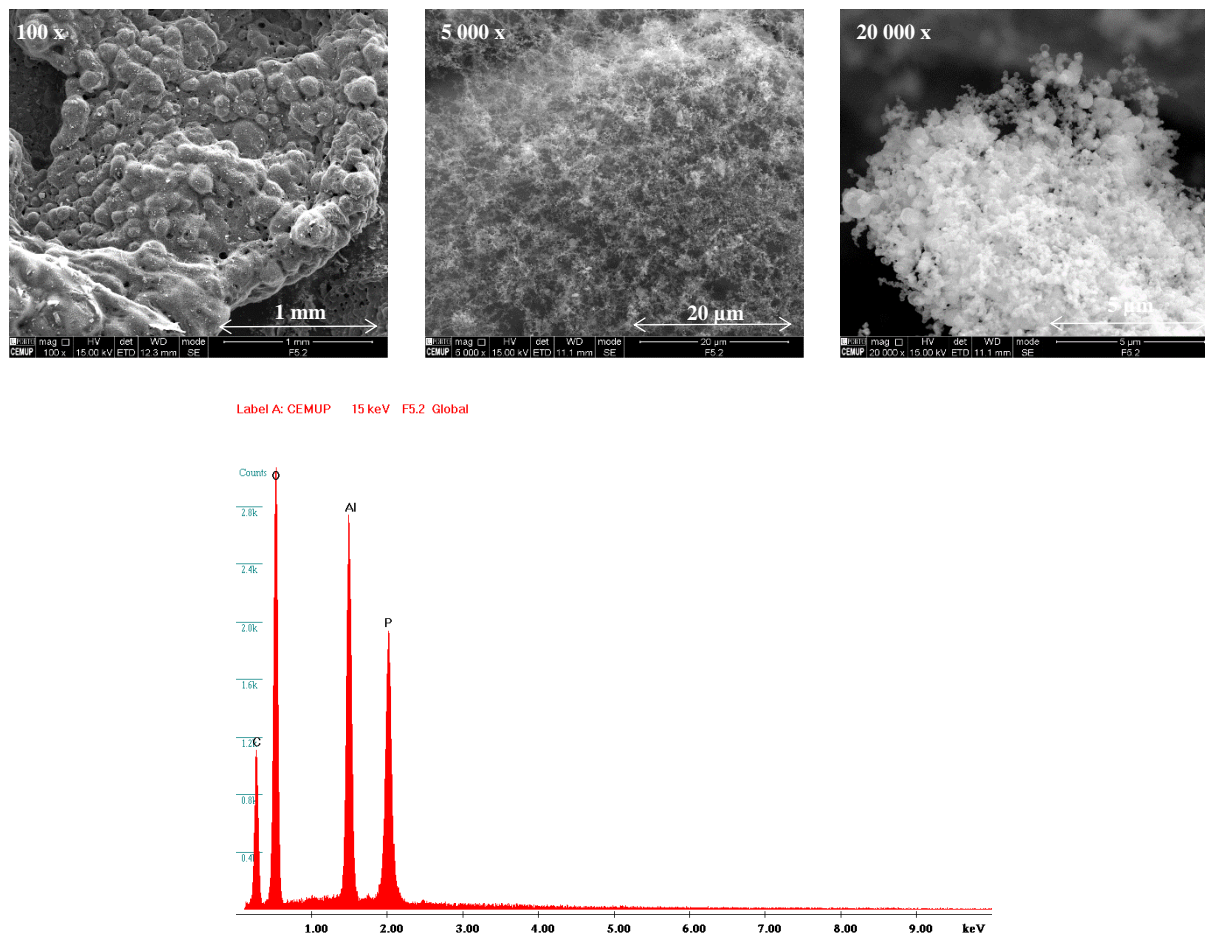 100 x
1 mm
mag HV det WD mode
100 x 15.00 kV ETD 12.3 mm SE
1 mm
F5.2
CEMUP
5 000 x
20 µm
mag HV det WD mode
5 000 x 15.00 kV ETD 11.1 mm SE
20 µm
F5.2
CEMUP
20 000 x
5 µm
mag HV det WD mode
20 000 x 15.00 kV ETD 11.1 mm SE
5 µm
CEMUP
Label A: CEMUP 15 keV F5.2 Global
Counts
O
2.8k
Al
2.4k
2.0k
P
1.6k
1.2k
C
0.8k
0.4k
1.00 2.00 3.00 4.00 5.00 6.00 7.00 8.00 9.00 keV